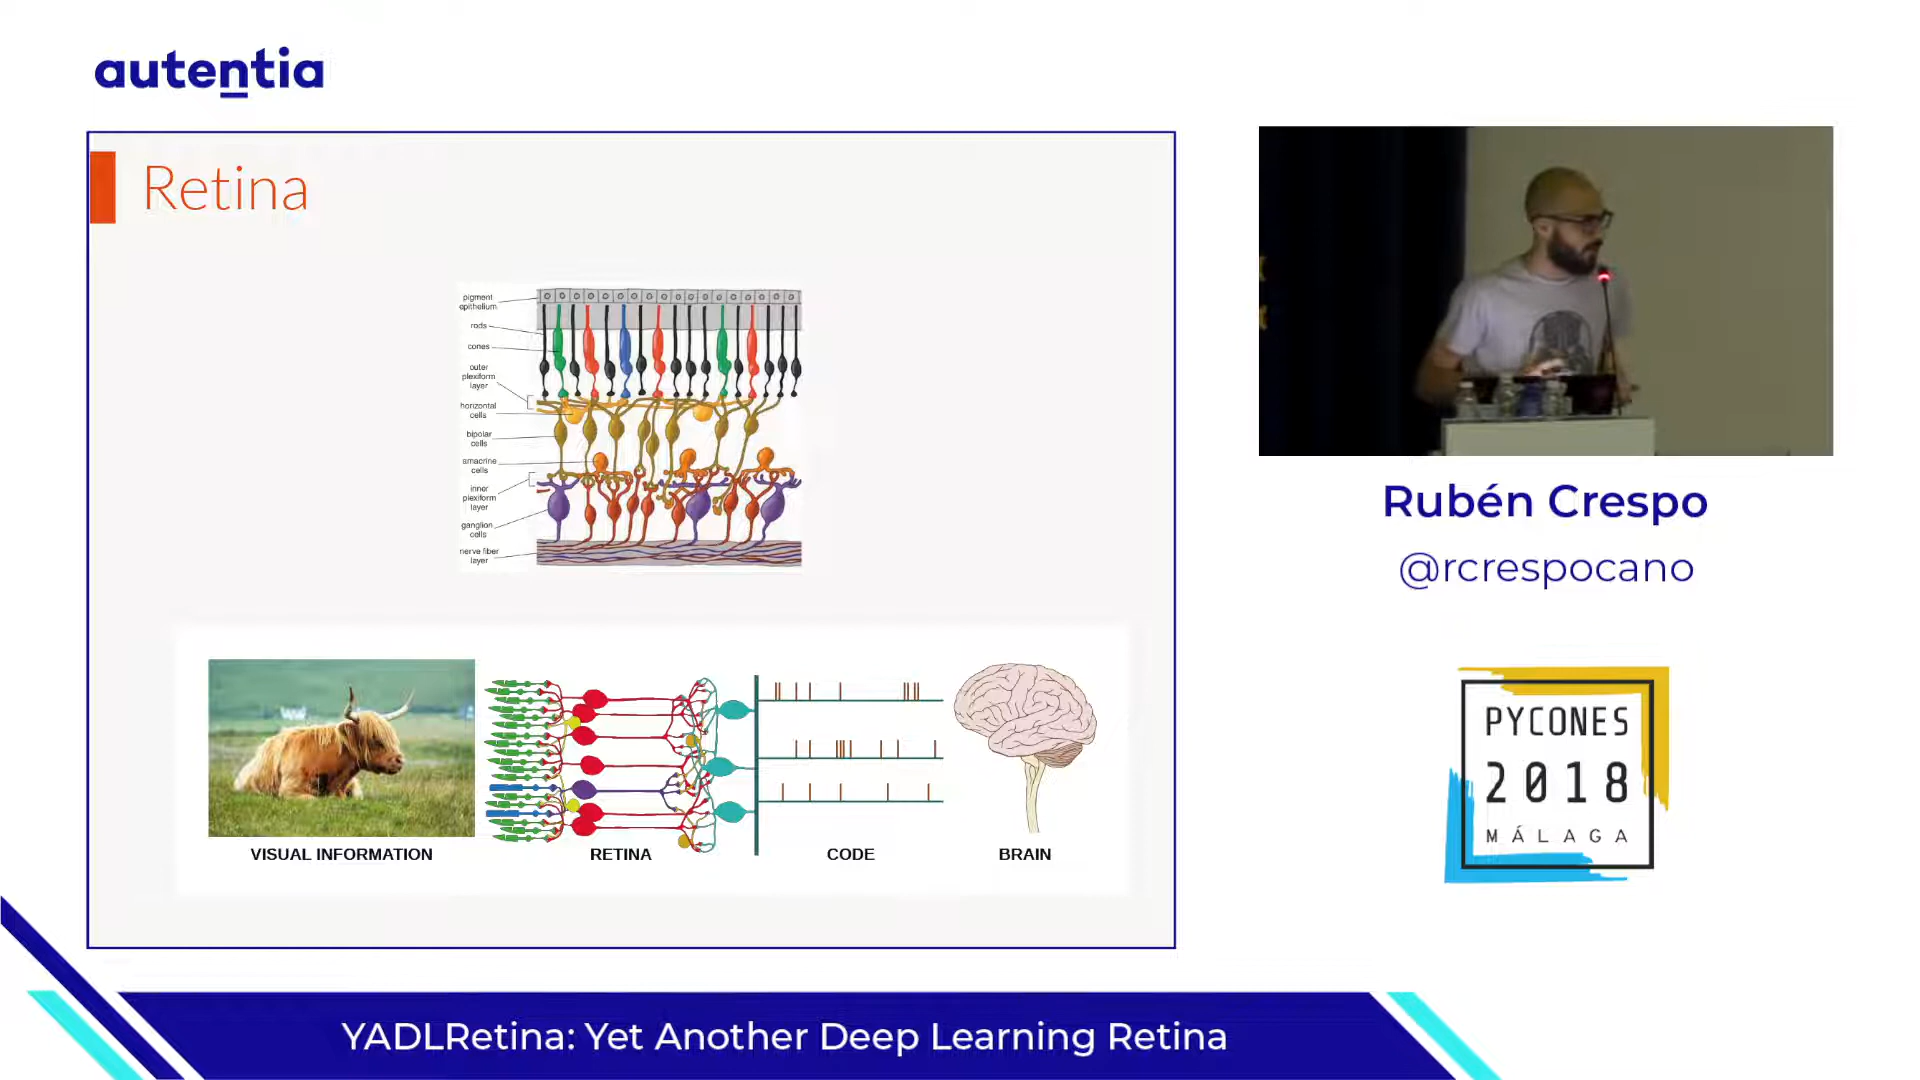 autentia
Retina
pigment
epithelium
rods
cones
outer
plexiform
layer
horizontal
cells
bipolar
cells
amacrine
cells
inner
plexiform
layer
ganglion
cells
nerve fiber
layer
VISUAL INFORMATION
RETINA
CODE
BRAIN
Rubén Crespo
@rcrespocano
PYCONES
2018
MÁLAGA
YADLRetina: Yet Another Deep Learning Retina